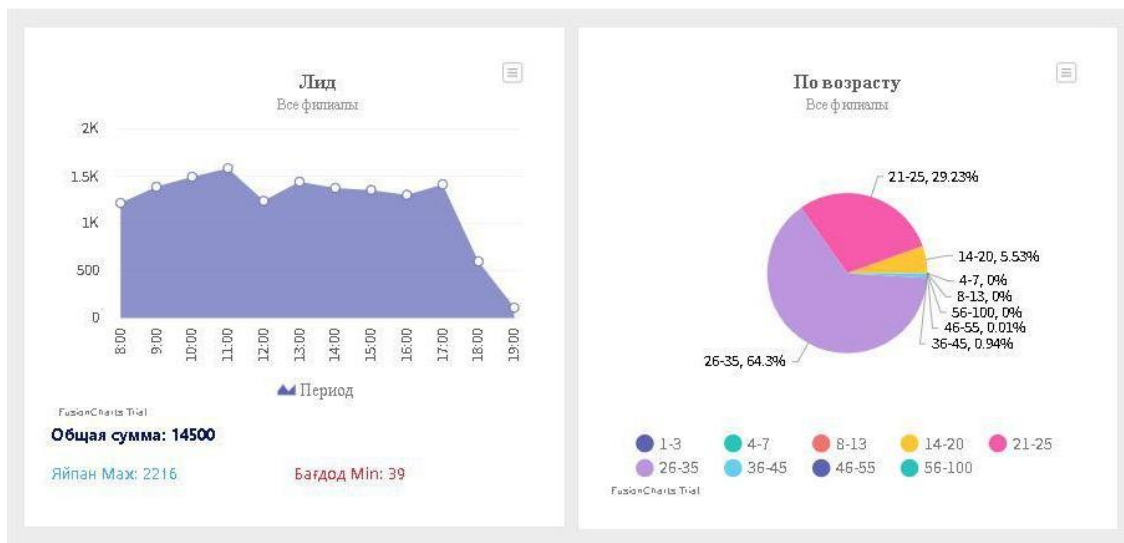 Лид
Все филиалы
2K
1.5K
1K
500
0
8:00
9:00
10:00
11:00
12:00
13:00
14:00
15:00
16:00
17:00
18:00
19:00
Период
FusionCharts Trial
Общая сумма: 14500
Яйпан Max: 2216
Бағдод Min: 39
По возрасту
Все филиалы
21-25, 29.23%
14-20, 5.53%
4-7, 0%
8-13, 0%
56-100, 0%
46-55, 0.01%
36-45, 0.94%
26-35, 64.3%
1-3
4-7
8-13
14-20
21-25
26-35
36-45
46-55
56-100
FusionCharts Trial